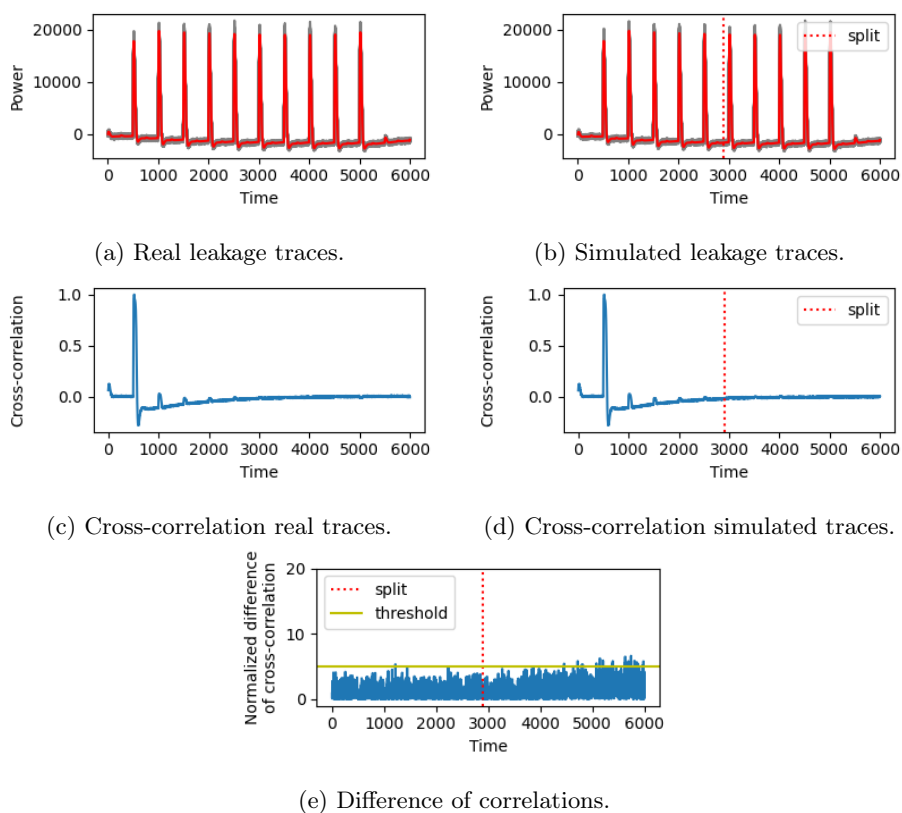 20000
10000
0
Power
0 1000 2000 3000 4000 5000 6000
Time
(a) Real leakage traces.
20000
10000
0
Power
split
0 1000 2000 3000 4000 5000 6000
Time
(b) Simulated leakage traces.
1.0
0.5
0.0
Cross-correlation
0 1000 2000 3000 4000 5000 6000
Time
(c) Cross-correlation real traces.
1.0
0.5
0.0
Cross-correlation
split
0 1000 2000 3000 4000 5000 6000
Time
(d) Cross-correlation simulated traces.
Normalized difference
of cross-correlation
20
10
0
split
threshold
0 1000 2000 3000 4000 5000 6000
Time
(e) Difference of correlations.